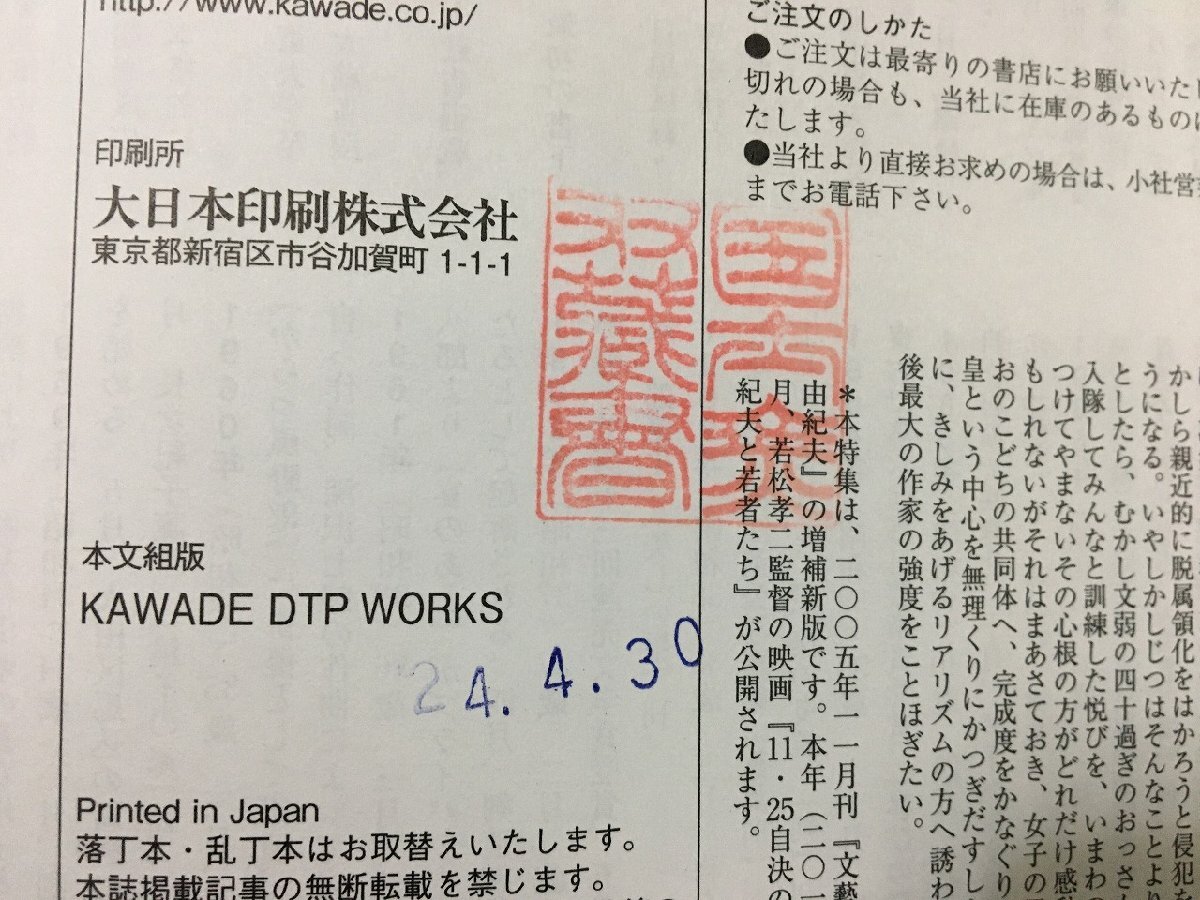 http://www.kawade.co.jp/
印刷所
大日本印刷株式会社
東京都新宿区市谷加賀町 1-1-1
本文組版
KAWADE DTP WORKS
24.4.30
Printed in Japan
落丁本・乱丁本はお取替えいたします。
本誌掲載記事の無断転載を禁じます。
ご注文のしかた
●ご注文は最寄りの書店にお願いいた
切れの場合も、当社に在庫のあるもの
たします。
●当社より直接お求めの場合は、小社営
までお電話下さい。
かしら親近的に脱属領化をはかろうと侵犯を
うになる。いやしかしじつはそんなことより
としたら、むかし文弱の四十過ぎのおっさん
入隊してみんなと訓練した悦びを、いまわの
つけてやまないその心根の方がどれだけ感動
もしれないがそれはまあさておき、女子の
おのこどちの共同体へ、完成度をかなぐり
皇という中心を無理くりにかつぎだすし
に、きしみをあげるリアリズムの方へ誘わ
後最大の作家の強度をことほぎたい。
＊本特集は、二〇〇五年一一月刊『文藝
由紀夫』の増補新版です。本年（二〇一
月、若松孝二監督の映画『11・25自決の
紀夫と若者たち』が公開されます。